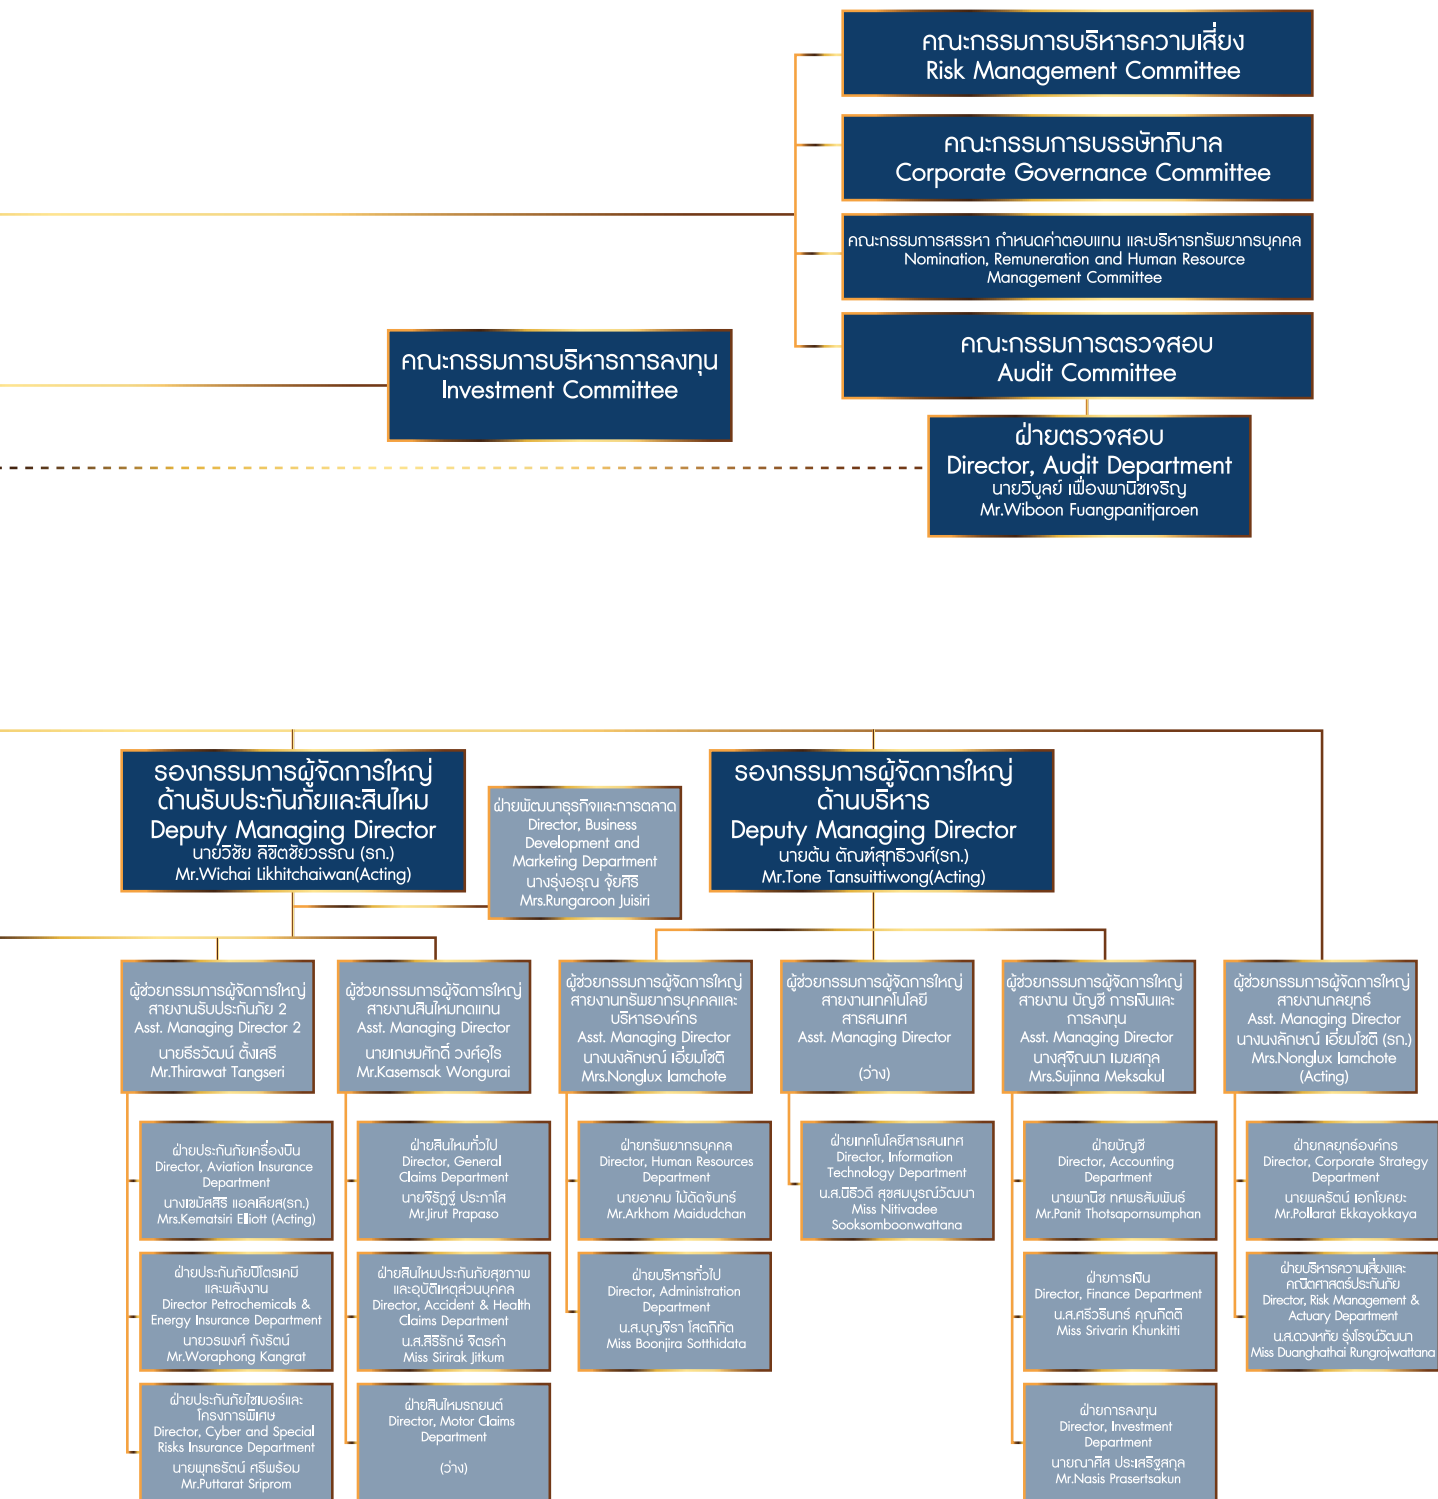 คณะกรรมการบริหารความเสี่ยง
Risk Management Committee
คณะกรรมการบรรษัทภิบาล
Corporate Governance Committee
คณะกรรมการสรรหา กำหนดค่าตอบแทน และบริหารทรัพยากรบุคคล
Nomination, Remuneration and Human Resource
Management Committee
คณะกรรมการบริหารการลงทุน
Investment Committee
คณะกรรมการตรวจสอบ
Audit Committee
ฝ่ายตรวจสอบ
Director, Audit Department
นายวิบูลย์ เฟื่องพานิชเจริญ
Mr.Wiboon Fuangpanitjaroen
รองกรรมการผู้จัดการใหญ่
ด้านรับประกันภัยและสินไหม
Deputy Managing Director
นายวิชัย ลิขิตชัยวรรณ (รก.)
Mr.Wichai Likhitchaiwan(Acting)
ฝ่ายพัฒนาธุรกิจและการตลาด
Director, Business
Development and
Marketing Department
นางรุ่งอรุณ จุ้ยศิริ
Mrs.Rungaroon Juisiri
รองกรรมการผู้จัดการใหญ่
ด้านบริหาร
Deputy Managing Director
นายต้น ตัณฑ์สุทธิวงศ์(รก.)
Mr.Tone Tansuittiwong(Acting)
ผู้ช่วยกรรมการผู้จัดการใหญ่
สายงานรับประกันภัย 2
Asst. Managing Director 2
นายธีรวัฒน์ ตั้งเสรี
Mr.Thirawat Tangseri
ฝ่ายประกันภัยเครื่องบิน
Director, Aviation Insurance
Department
นางเขมัสสิริ แอลเลียส(รก.)
Mrs.Kematsiri Elliott (Acting)
ฝ่ายประกันภัยปิโตรเคมี
และพลังงาน
Director Petrochemicals &
Energy Insurance Department
นายวรพงศ์ กังรัตน์
Mr.Woraphong Kangrat
ฝ่ายประกันภัยไซเบอร์และ
โครงการพิเศษ
Director, Cyber and Special
Risks Insurance Department
นายพุทธรัตน์ ศรีพร้อม
Mr.Puttarat Sriprom
ผู้ช่วยกรรมการผู้จัดการใหญ่
สายงานสินไหมทดแทน
Asst. Managing Director
นายเกษมศักดิ์ วงศ์อุไร
Mr.Kasemsak Wongurai
ฝ่ายสินไหมทั่วไป
Director, General
Claims Department
นายจิรัฏฐ์ ประภาโส
Mr.Jirut Prapaso
ฝ่ายสินไหมประกันภัยสุขภาพ
และอุบัติเหตุส่วนบุคคล
Director, Accident & Health
Claims Department
น.ส.สิริรักษ์ จิตรคำ
Miss Sirirak Jitkum
ฝ่ายสินไหมรถยนต์
Director, Motor Claims
Department
(ว่าง)
ผู้ช่วยกรรมการผู้จัดการใหญ่
สายงานทรัพยากรบุคคลและ
บริหารองค์กร
Asst. Managing Director
นางนงลักษณ์ เอี่ยมโชติ
Mrs.Nonglux Iamchote
ฝ่ายทรัพยากรบุคคล
Director, Human Resources
Department
นายอาคม ไม้ดัดจันทร์
Mr.Arkhom Maidudchan
ฝ่ายบริหารทั่วไป
Director, Administration
Department
น.ส.บุญจิรา โสตถิทัต
Miss Boonjira Sotthidata
ผู้ช่วยกรรมการผู้จัดการใหญ่
สายงานเทคโนโลยี
สารสนเทศ
Asst. Managing Director
(ว่าง)
ฝ่ายเทคโนโลยีสารสนเทศ
Director, Information
Technology Department
น.ส.นิธิวดี สุขสมบูรณ์วัฒนา
Miss Nitivadee
Sooksomboonwattana
ผู้ช่วยกรรมการผู้จัดการใหญ่
สายงาน บัญชี การเงินและ
การลงทุน
Asst. Managing Director
นางสุจิณนา เมฆสกุล
Mrs.Sujinna Meksakul
ฝ่ายบัญชี
Director, Accounting
Department
นายพานิช ทศพรสัมพันธ์
Mr.Panit Thotsapornsumphan
ฝ่ายการเงิน
Director, Finance Department
น.ส.ศรีวรินทร์ คุณกิตติ
Miss Srivarin Khunkitti
ฝ่ายการลงทุน
Director, Investment
Department
นายณาศิส ประเสริฐสกุล
Mr.Nasis Prasertsakun
ผู้ช่วยกรรมการผู้จัดการใหญ่
สายงานกลยุทธ์
Asst. Managing Director
นางนงลักษณ์ เอี่ยมโชติ (รก.)
Mrs.Nonglux Iamchote
(Acting)
ฝ่ายกลยุทธ์องค์กร
Director, Corporate Strategy
Department
นายพลรัตน์ เอกโยคยะ
Mr.Pollarat Ekkayokkaya
ฝ่ายบริหารความเสี่ยงและ
คณิตศาสตร์ประกันภัย
Director, Risk Management &
Actuary Department
น.ส.ดวงหทัย รุ่งโรจน์วัฒนา
Miss Duanghathai Rungrojwattana